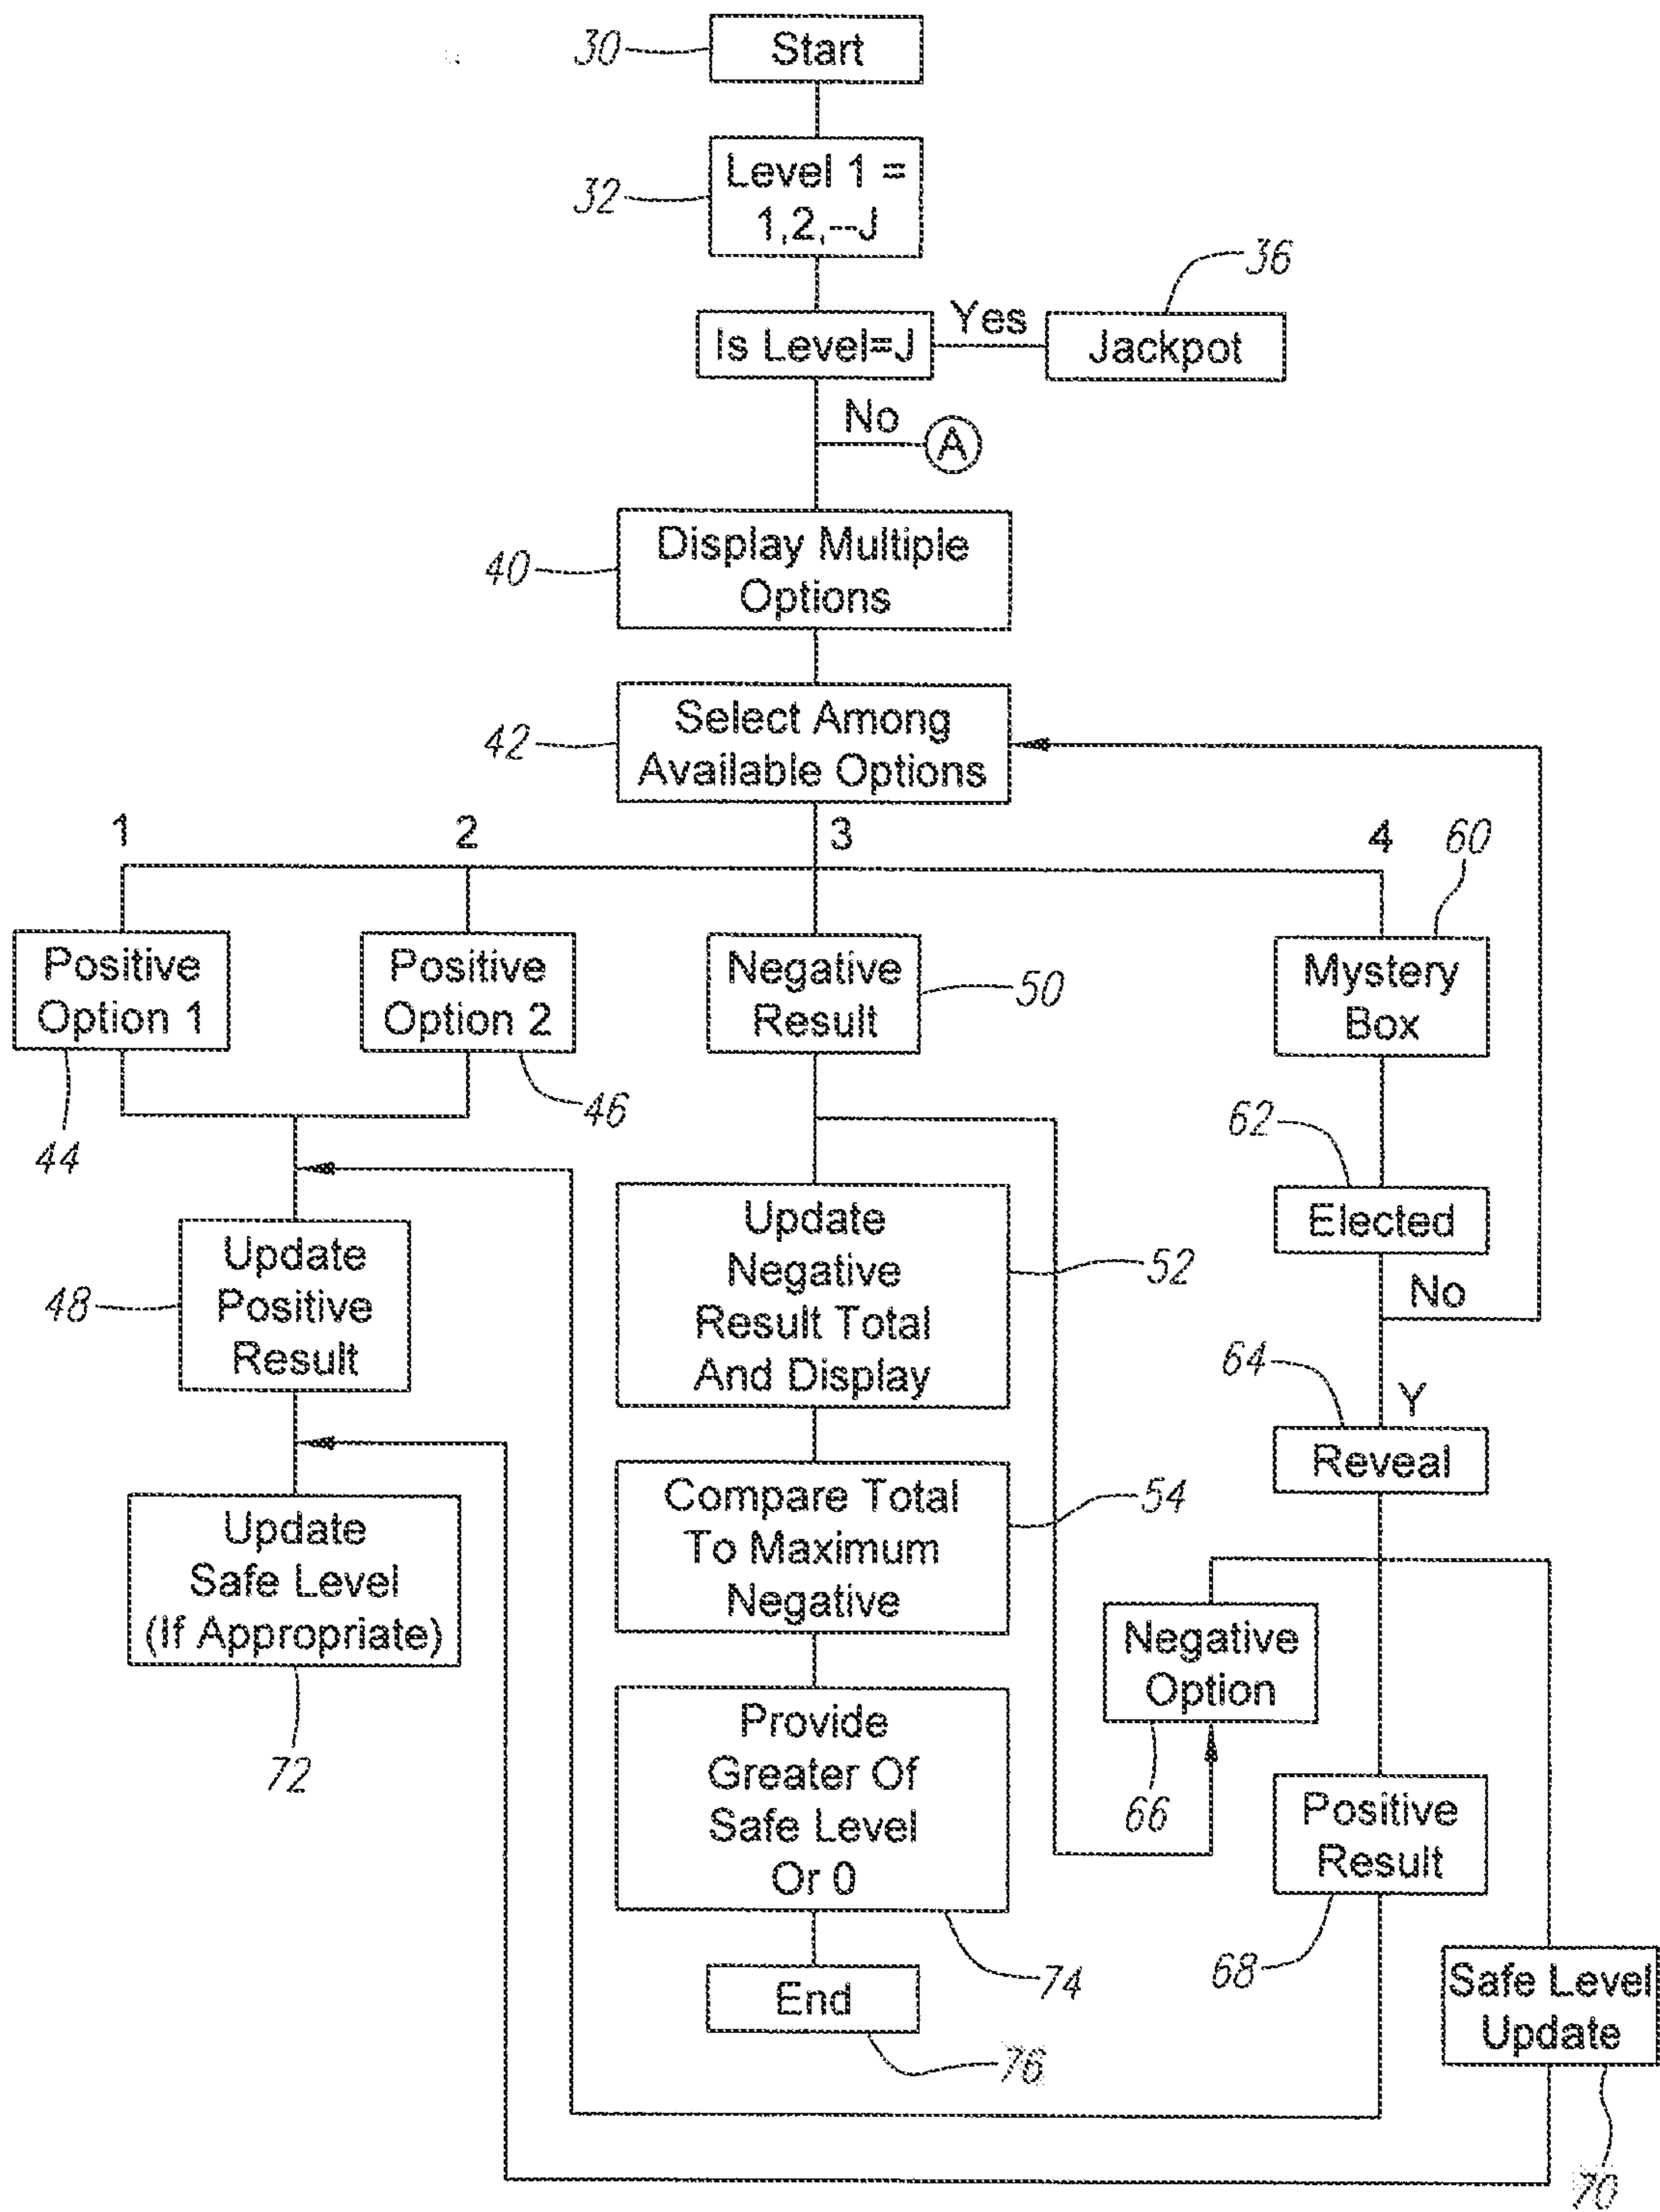 30
Start
32
Level 1 =
1,2,--J
36
Is Level=J
Yes
Jackpot
No
A
40
Display Multiple
Options
42
Select Among
Available Options
1
2
3
4
60
Positive
Option 1
Positive
Option 2
Negative
Result
50
Mystery
Box
44
46
62
Elected
No
48
Update
Positive
Result
Update
Negative
Result Total
And Display
52
64
Y
Reveal
Update
Safe Level
(If Appropriate)
72
Compare Total
To Maximum
Negative
54
Negative
Option
66
Provide
Greater Of
Safe Level
Or 0
74
Positive
Result
68
End
76
Safe Level
Update
70